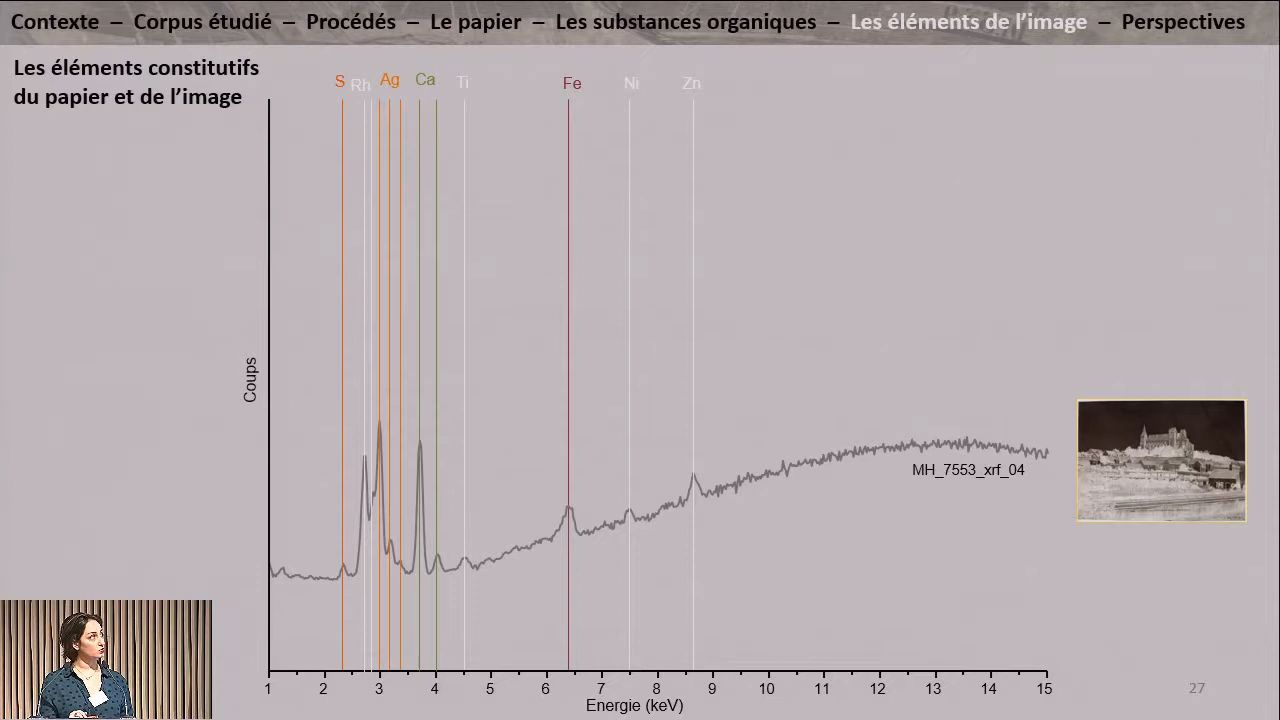 Contexte – Corpus étudié – Procédés – Le papier – Les substances organiques – Les éléments de l’image – Perspectives
Les éléments constitutifs
du papier et de l’image
S Rh Ag Ca Ti Fe Ni Zn
Coups
MH_7553_xrf_04
1 2 3 4 5 6 7 8 9 10 11 12 13 14 15
Energie (keV)
27